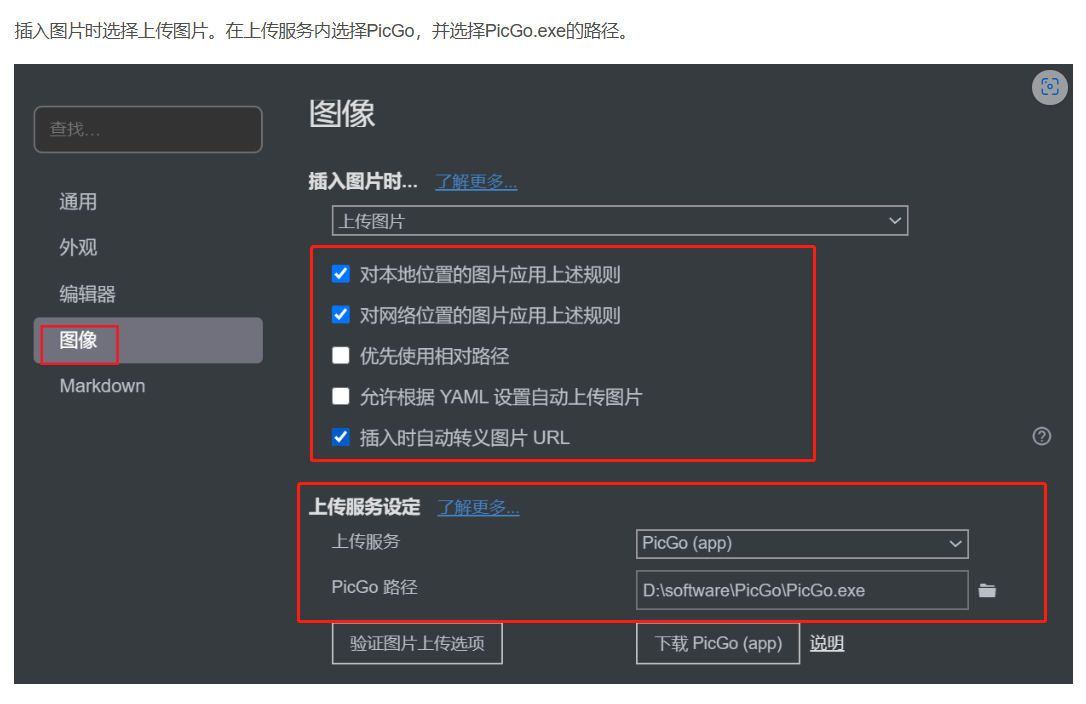 插入图片时选择上传图片。在上传服务内选择PicGo，并选择PicGo.exe的路径。
查找...
通用
外观
编辑器
图像
Markdown
图像
插入图片时... 了解更多...
上传图片
对本地位置的图片应用上述规则
对网络位置的图片应用上述规则
优先使用相对路径
允许根据 YAML 设置自动上传图片
插入时自动转义图片 URL
上传服务设定 了解更多...
上传服务 PicGo (app)
PicGo 路径 D:\software\PicGo\PicGo.exe
验证图片上传选项 下载 PicGo (app) 说明